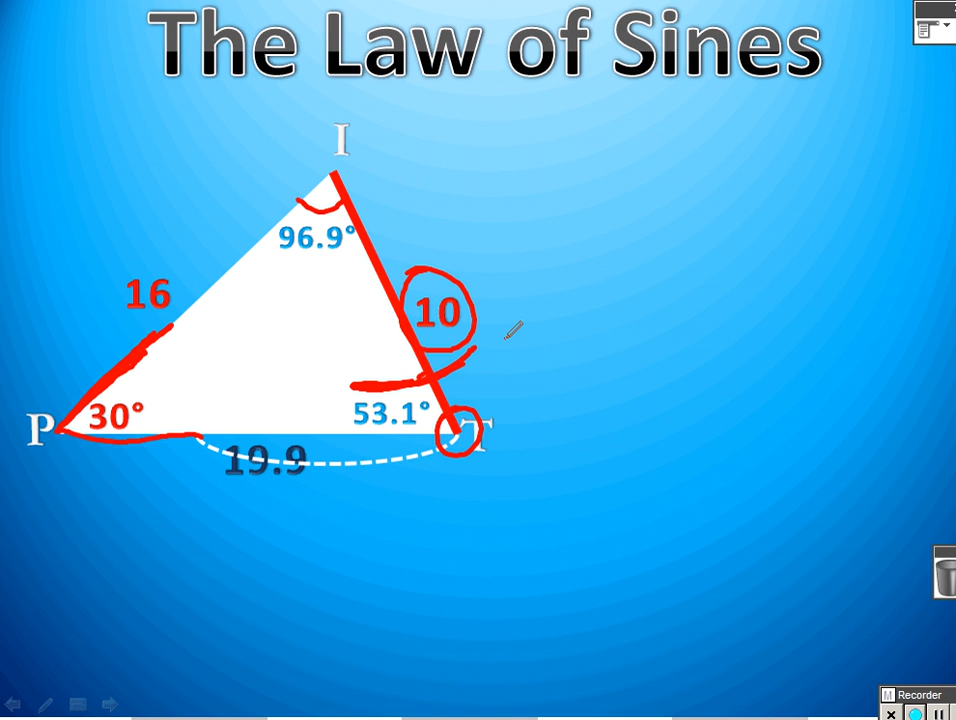 The Law of Sines
I
96.9°
16
10
P
30°
53.1°
T
19.9
Recorder